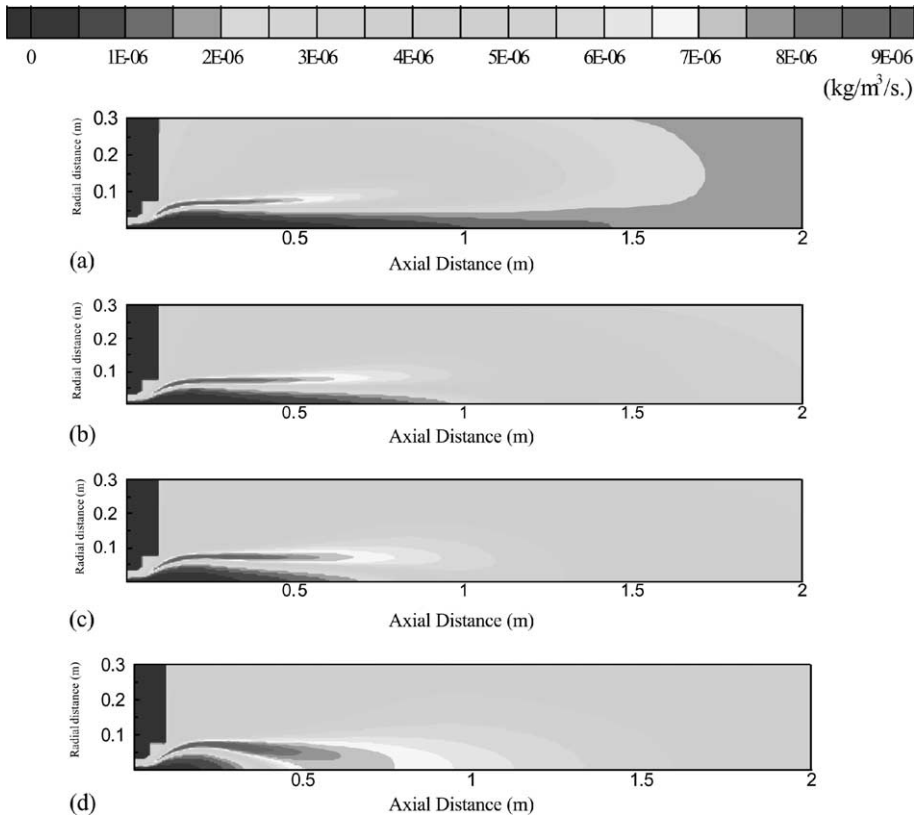 0 1E-06 2E-06 3E-06 4E-06 5E-06 6E-06 7E-06 8E-06 9E-06
(kg/m³/s.)
0.3
0.2
0.1
Radial distance (m)
0.5 1 1.5 2
(a)
Axial Distance (m)
0.3
0.2
0.1
Radial distance (m)
0.5 1 1.5 2
(b)
Axial Distance (m)
0.3
0.2
0.1
Radial distance (m)
0.5 1 1.5 2
(c)
Axial Distance (m)
0.3
0.2
0.1
Radial distance (m)
0.5 1 1.5 2
(d)
Axial Distance (m)